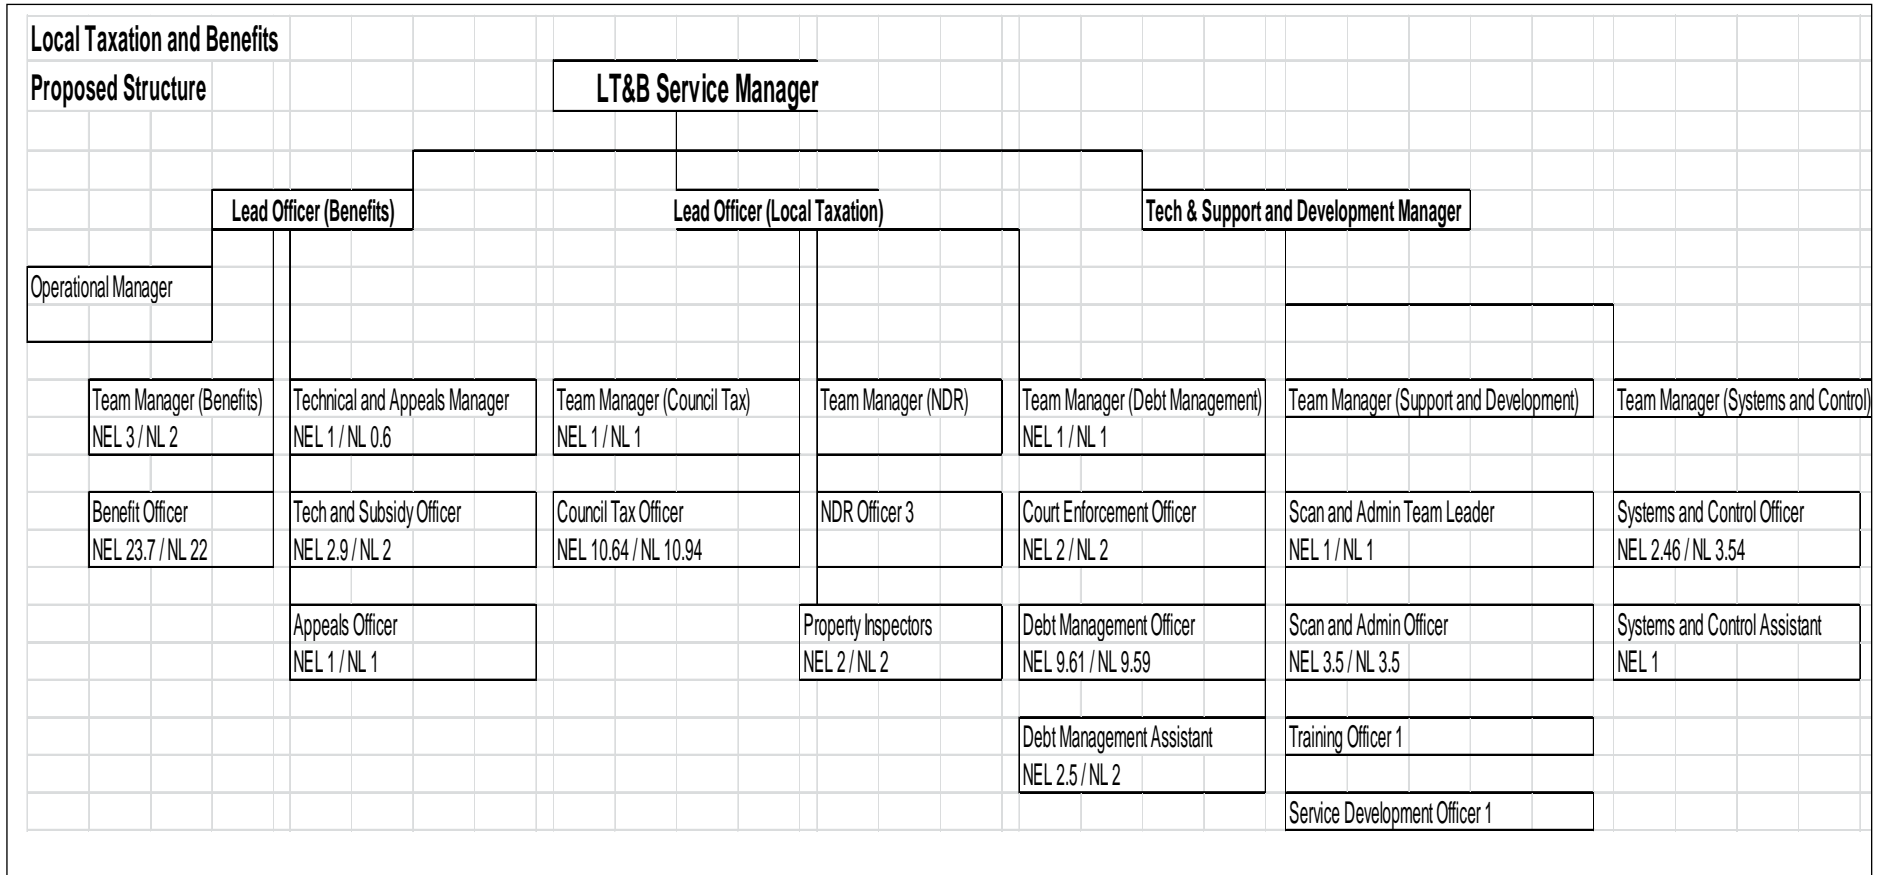 Local Taxation and Benefits
Proposed Structure
LT&B Service Manager
Lead Officer (Benefits)
Lead Officer (Local Taxation)
Tech & Support and Development Manager
Operational Manager
Team Manager (Benefits)
NEL 3 / NL 2
Technical and Appeals Manager
NEL 1 / NL 0.6
Team Manager (Council Tax)
NEL 1 / NL 1
Team Manager (NDR)
Team Manager (Debt Management)
NEL 1 / NL 1
Team Manager (Support and Development)
Team Manager (Systems and Control)
Benefit Officer
NEL 23.7 / NL 22
Tech and Subsidy Officer
NEL 2.9 / NL 2
Council Tax Officer
NEL 10.64 / NL 10.94
NDR Officer 3
Court Enforcement Officer
NEL 2 / NL 2
Scan and Admin Team Leader
NEL 1 / NL 1
Systems and Control Officer
NEL 2.46 / NL 3.54
Appeals Officer
NEL 1 / NL 1
Property Inspectors
NEL 2 / NL 2
Debt Management Officer
NEL 9.61 / NL 9.59
Scan and Admin Officer
NEL 3.5 / NL 3.5
Systems and Control Assistant
NEL 1
Debt Management Assistant
NEL 2.5 / NL 2
Training Officer 1
Service Development Officer 1